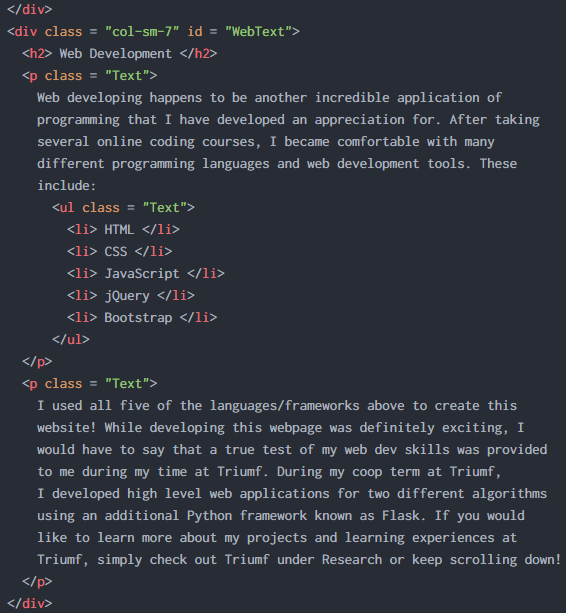 </div>
<div class = "col-sm-7" id = "WebText">
<h2> Web Development </h2>
<p class = "Text">
Web developing happens to be another incredible application of
programming that I have developed an appreciation for. After taking
several online coding courses, I became comfortable with many
different programming languages and web development tools. These
include:
<ul class = "Text">
<li> HTML </li>
<li> CSS </li>
<li> JavaScript </li>
<li> jQuery </li>
<li> Bootstrap </li>
</ul>
</p>
<p class = "Text">
I used all five of the languages/frameworks above to create this
website! While developing this webpage was definitely exciting, I
would have to say that a true test of my web dev skills was provided
to me during my time at Triumf. During my coop term at Triumf,
I developed high level web applications for two different algorithms
using an additional Python framework known as Flask. If you would
like to learn more about my projects and learning experiences at
Triumf, simply check out Triumf under Research or keep scrolling down!
</p>
</div>